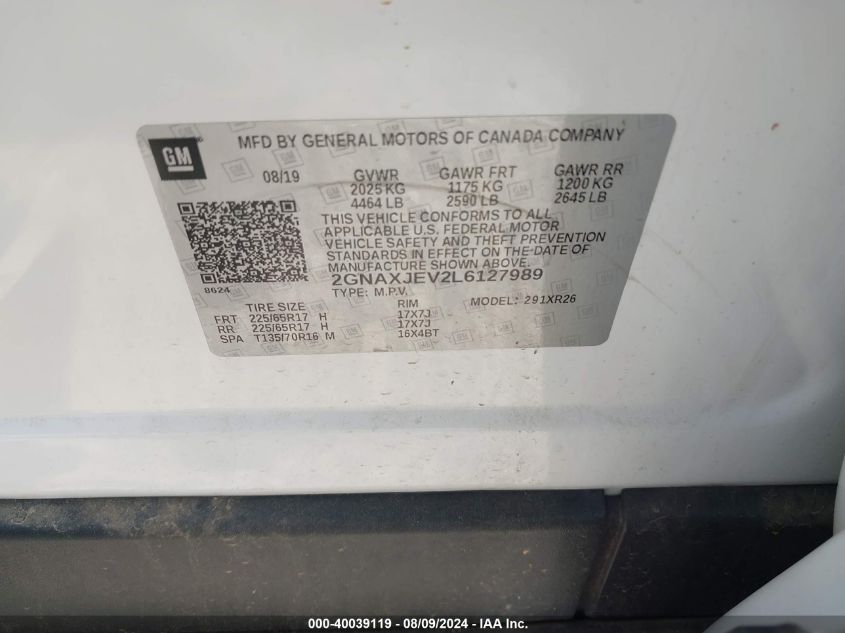 GM
MFD BY GENERAL MOTORS OF CANADA COMPANY
08/19 GVWR GAWR FRT GAWR RR
2025 KG 1175 KG 1200 KG
4464 LB 2590 LB 2645 LB
THIS VEHICLE CONFORMS TO ALL
APPLICABLE U.S. FEDERAL MOTOR
VEHICLE SAFETY AND THEFT PREVENTION
STANDARDS IN EFFECT ON THE DATE OF
MANUFACTURE SHOWN ABOVE.
8624 2GNAXJEV2L6127989
TYPE: M.P.V. MODEL: 291XR26
TIRE SIZE RIM
FRT 225/65R17 H 17X7J
RR 225/65R17 H 17X7J
SPA T135/70R16 M 16X4BT
000-40039119 - 08/09/2024 - IAA Inc.